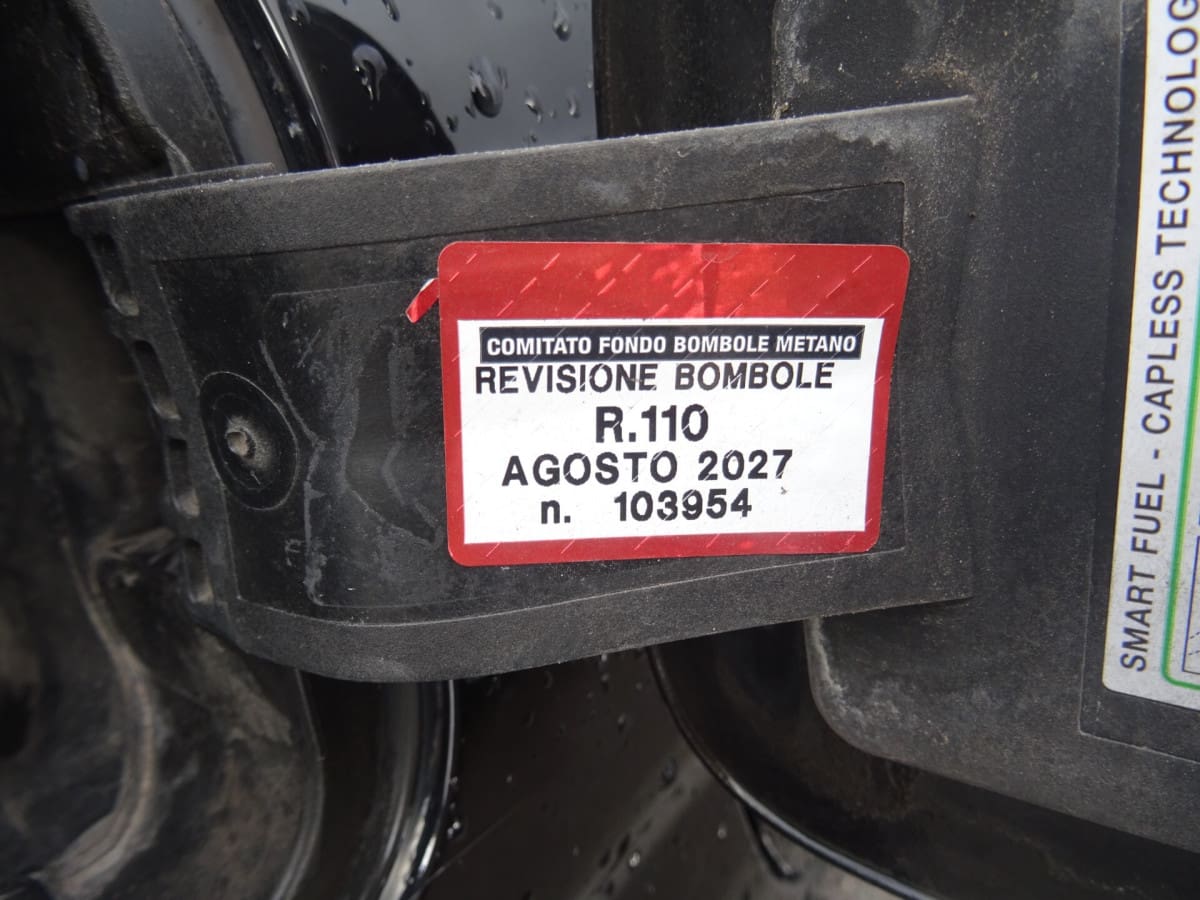 COMITATO FONDO BOMBOLE METANO
REVISIONE BOMBOLE
R.110
AGOSTO 2027
n. 103954
SMART FUEL - CAPLESS TECHNOLOG